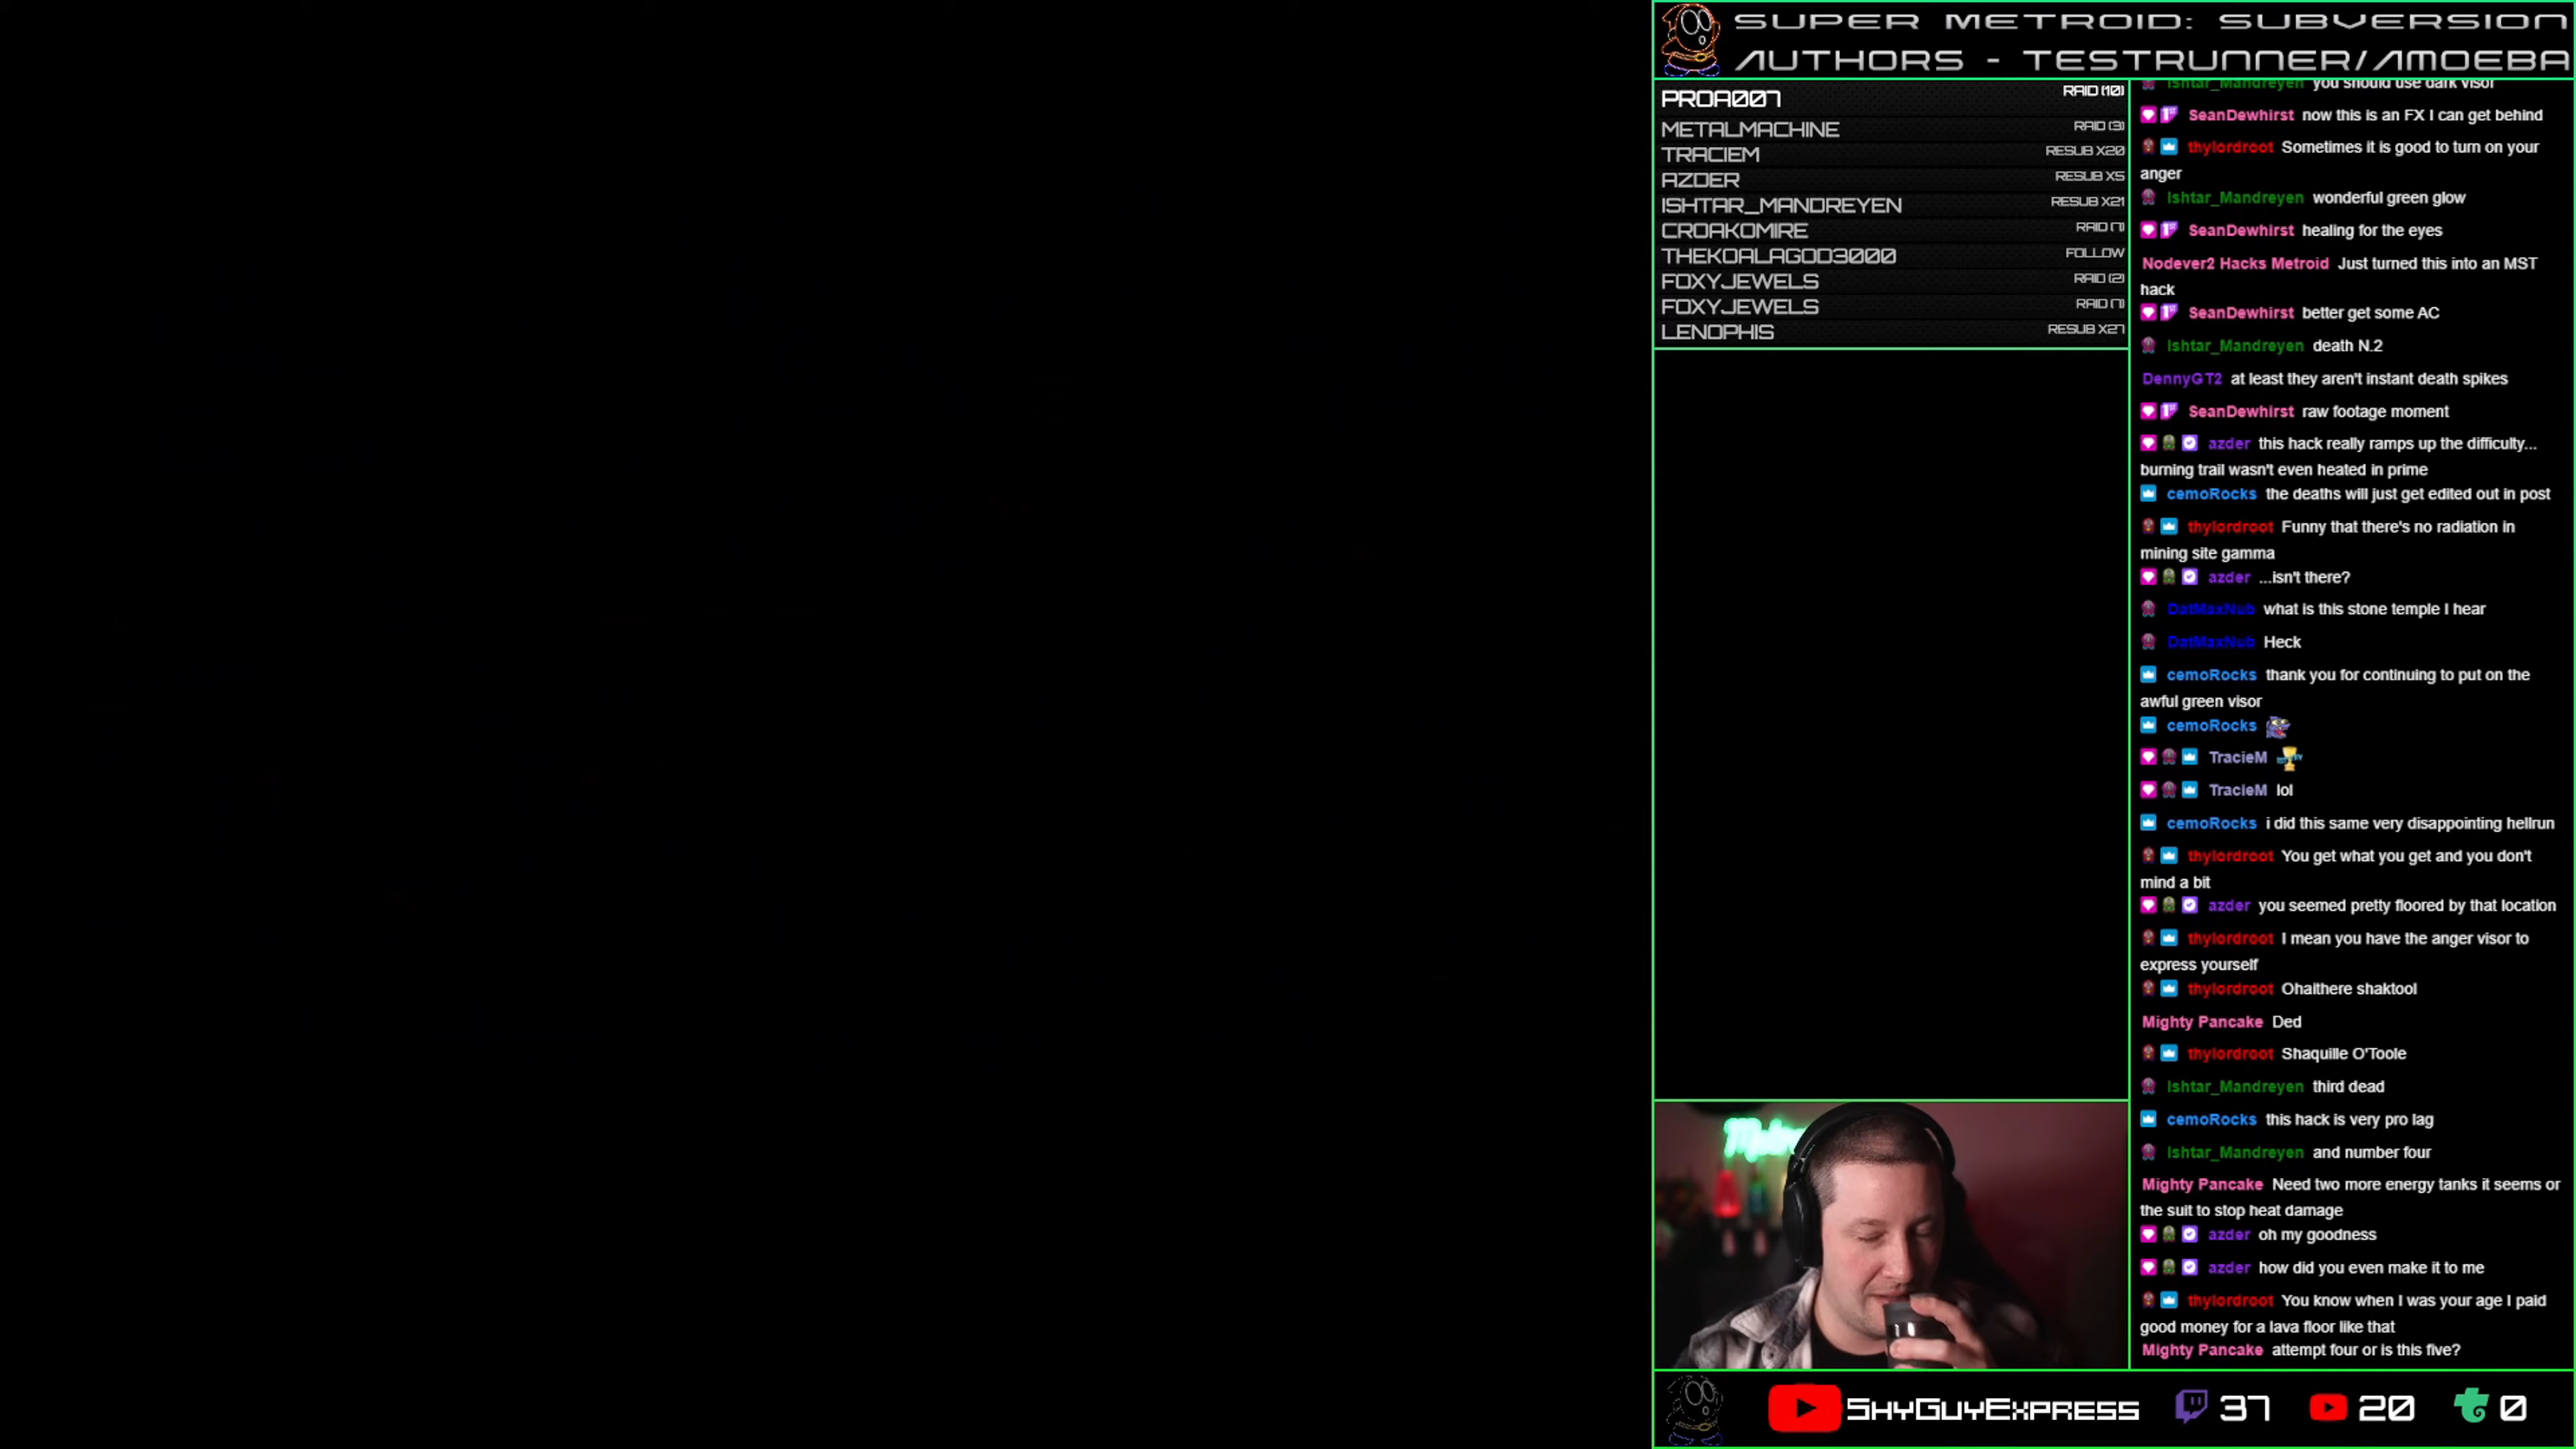 SUPER METROID: SUBVERSION
AUTHORS - TESTRUNNER/AMOEBA
PROA007 RAID (10)
METALMACHINE RAID (3)
TRACIEM RESUB X20
AZDER RESUB X5
ISHTAR_MANDREYEN RESUB X21
CROAKOMIRE RAID (7)
THEKOALAGOD3000 FOLLOW
FOXYJEWELS RAID (2)
FOXYJEWELS RAID (7)
LENOPHIS RESUB X27
Ishtar_Mandreyen you should use dark visor
SeanDewhirst now this is an FX I can get behind
thylordroot Sometimes it is good to turn on your
anger
Ishtar_Mandreyen wonderful green glow
SeanDewhirst healing for the eyes
Nodever2 Hacks Metroid Just turned this into an MST
hack
SeanDewhirst better get some AC
Ishtar_Mandreyen death N.2
DennyGT2 at least they aren't instant death spikes
SeanDewhirst raw footage moment
azder this hack really ramps up the difficulty...
burning trail wasn't even heated in prime
cemoRocks the deaths will just get edited out in post
thylordroot Funny that there's no radiation in
mining site gamma
azder ...isn't there?
DatMaxNub what is this stone temple I hear
DatMaxNub Heck
cemoRocks thank you for continuing to put on the
awful green visor
cemoRocks
TracieM
TracieM lol
cemoRocks i did this same very disappointing hellrun
thylordroot You get what you get and you don't
mind a bit
azder you seemed pretty floored by that location
thylordroot I mean you have the anger visor to
express yourself
thylordroot Ohaithere shaktool
Mighty Pancake Ded
thylordroot Shaquille O'Toole
Ishtar_Mandreyen third dead
cemoRocks this hack is very pro lag
Ishtar_Mandreyen and number four
Mighty Pancake Need two more energy tanks it seems or
the suit to stop heat damage
azder oh my goodness
azder how did you even make it to me
thylordroot You know when I was your age I paid
good money for a lava floor like that
Mighty Pancake attempt four or is this five?
ShyGuyExpress 37 20 0